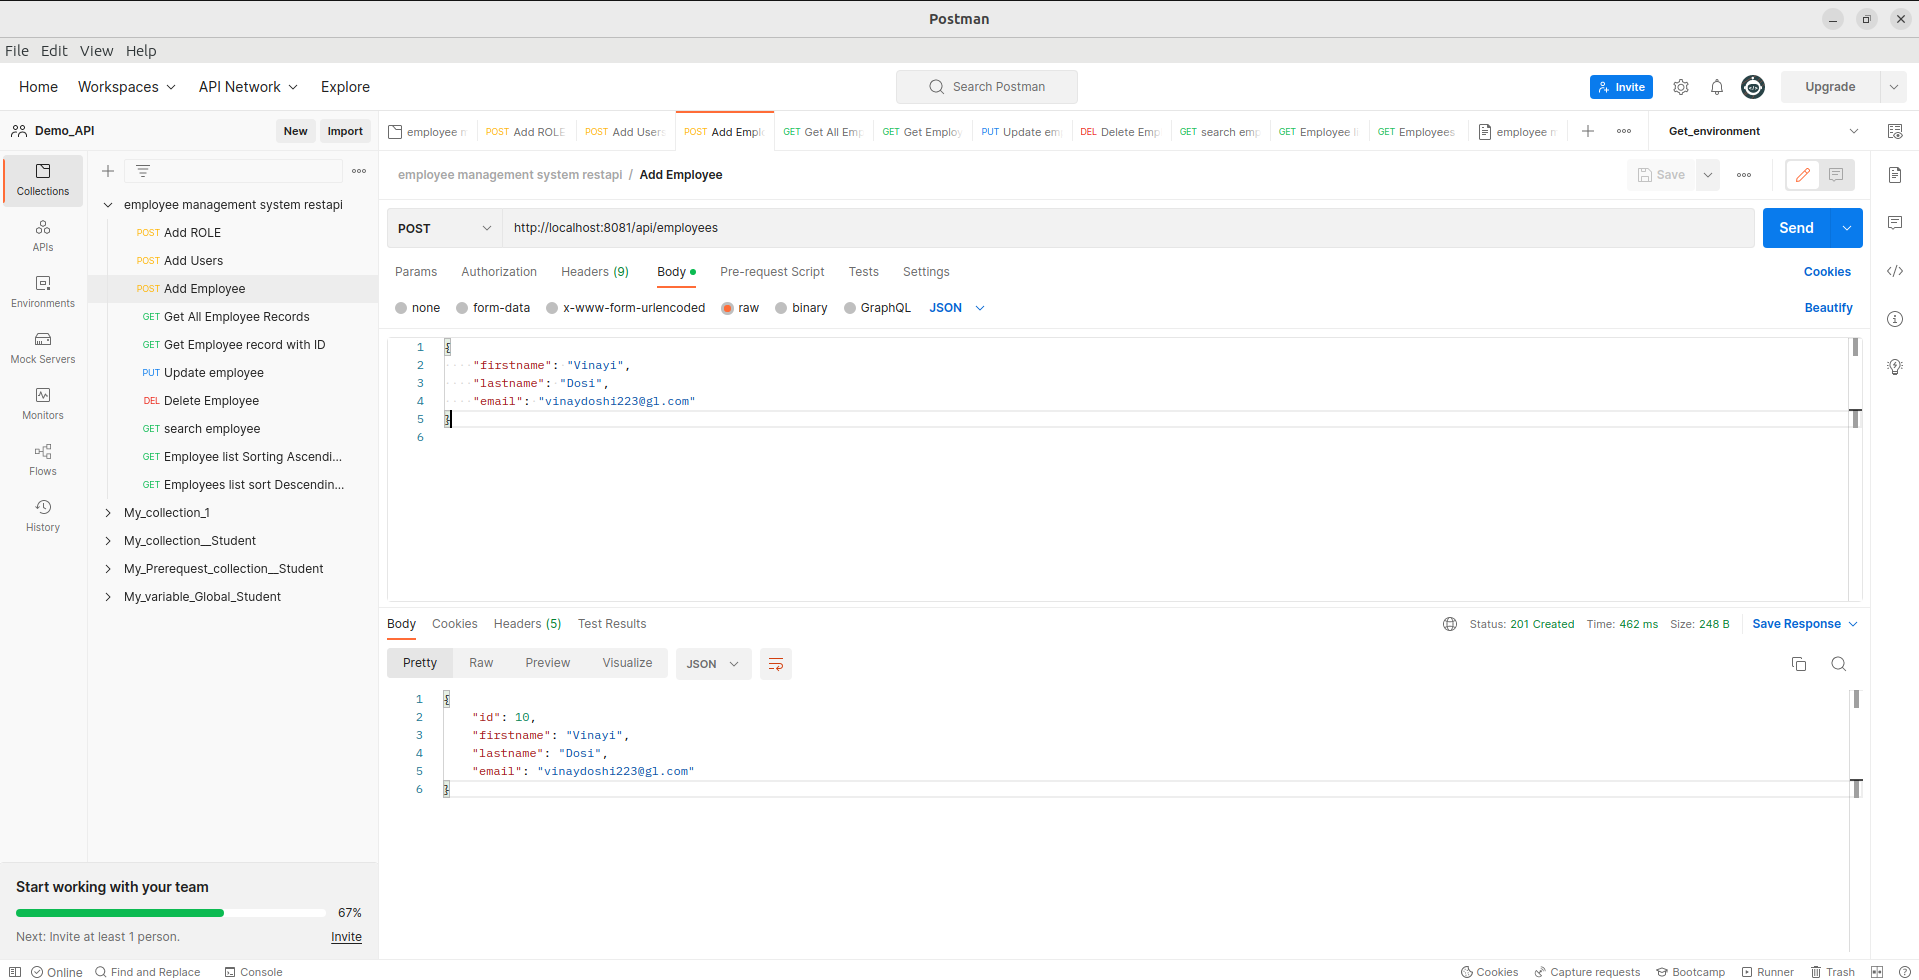 Postman
File Edit View Help
Home Workspaces API Network Explore Search Postman Invite Upgrade
Demo_API New Import
employee POST Add ROLE POST Add Users POST Add Empl GET Get All Emp GET Get Employ PUT Update em DEL Delete Emp GET search emp GET Employee l GET Employees employee Get_environment
Collections
APIs
Environments
Mock Servers
Monitors
Flows
History
employee management system restapi
POST Add ROLE
POST Add Users
POST Add Employee
GET Get All Employee Records
GET Get Employee record with ID
PUT Update employee
DEL Delete Employee
GET search employee
GET Employee list Sorting Ascendi...
GET Employees list sort Descendin...
My_collection_1
My_collection__Student
My_Prerequest_collection__Student
My_variable_Global_Student
Start working with your team
67%
Next: Invite at least 1 person. Invite
employee management system restapi / Add Employee Save
POST http://localhost:8081/api/employees Send
Params Authorization Headers (9) Body Pre-request Script Tests Settings Cookies
none form-data x-www-form-urlencoded raw binary GraphQL JSON Beautify
1 {
2 "firstname": "Vinayi",
3 "lastname": "Dosi",
4 "email": "vinaydoshi223@gl.com"
5 }
6
Body Cookies Headers (5) Test Results Status: 201 Created Time: 462 ms Size: 248 B Save Response
Pretty Raw Preview Visualize JSON
1 {
2 "id": 10,
3 "firstname": "Vinayi",
4 "lastname": "Dosi",
5 "email": "vinaydoshi223@gl.com"
6 }
Online Find and Replace Console Cookies Capture requests Bootcamp Runner Trash